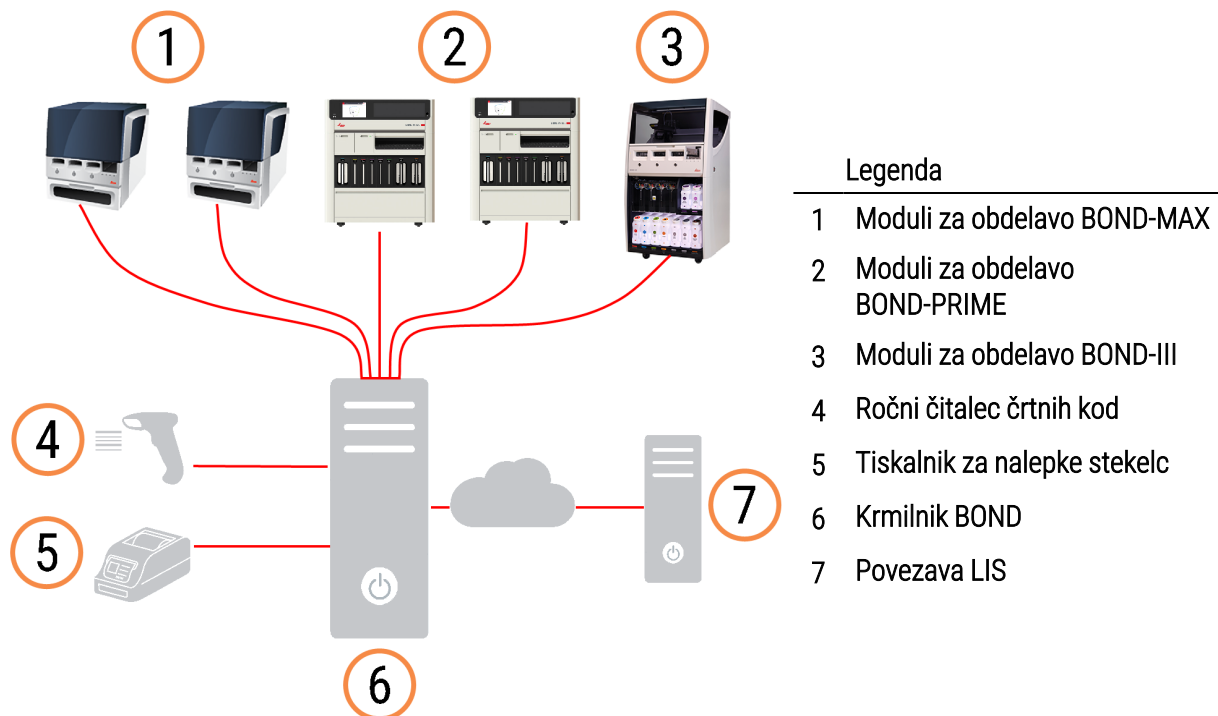 1
2
3
Legenda
1 Moduli za obdelavo BOND-MAX
2 Moduli za obdelavo
BOND-PRIME
3 Moduli za obdelavo BOND-III
4 Ročni čitalec črtnih kod
5 Tiskalnik za nalepke stekelc
6 Krmilnik BOND
7 Povezava LIS
4
5
7
6